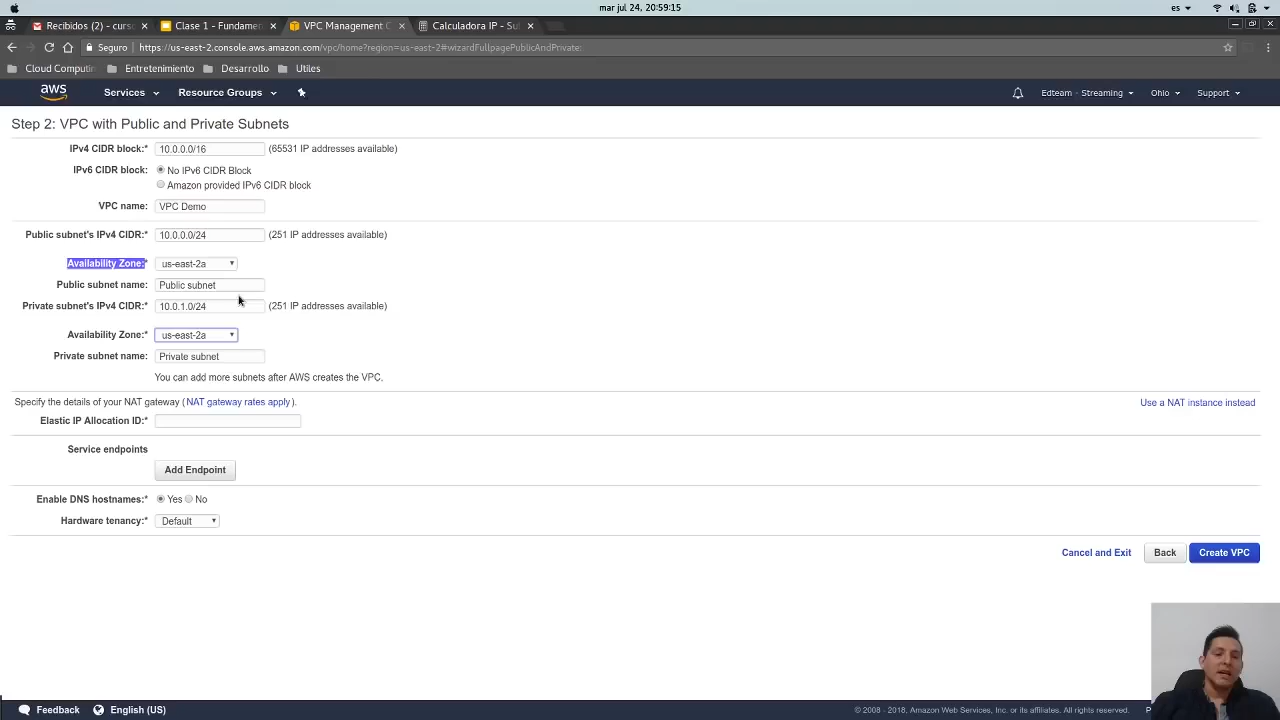 mar jul 24, 20:59:15
es
Recibidos (2) - curso
Clase 1 - Fundamen
VPC Management C
Calculadora IP - Su
Seguro
https://us-east-2.console.aws.amazon.com/vpc/home?region=us-east-2#wizardFullpagePublicAndPrivate:
Cloud Computin
Entretenimiento
Desarrollo
Utiles
aws
Services
Resource Groups
Edteam - Streaming
Ohio
Support
Step 2: VPC with Public and Private Subnets
IPv4 CIDR block:* 10.0.0.0/16 (65531 IP addresses available)
IPv6 CIDR block: No IPv6 CIDR Block
Amazon provided IPv6 CIDR block
VPC name: VPC Demo
Public subnet's IPv4 CIDR:* 10.0.0.0/24 (251 IP addresses available)
Availability Zone:* us-east-2a
Public subnet name: Public subnet
Private subnet's IPv4 CIDR:* 10.0.1.0/24 (251 IP addresses available)
Availability Zone:* us-east-2a
Private subnet name: Private subnet
You can add more subnets after AWS creates the VPC.
Specify the details of your NAT gateway (NAT gateway rates apply).
Use a NAT instance instead
Elastic IP Allocation ID:*
Service endpoints
Add Endpoint
Enable DNS hostnames:* Yes No
Hardware tenancy:* Default
Cancel and Exit
Back
Create VPC
Feedback
English (US)
© 2008 - 2018, Amazon Web Services, Inc. or its affiliates. All rights reserved.
P